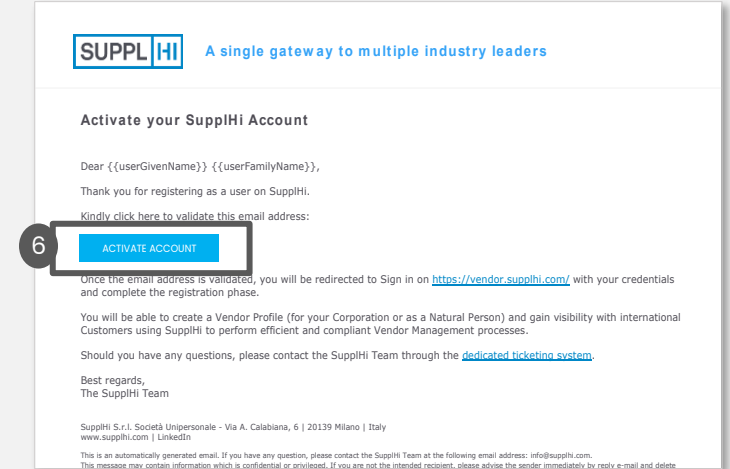 SUPPL HI A single gateway to multiple industry leaders
Activate your SupplHi Account
Dear {{userGivenName}} {{userFamilyName}},
Thank you for registering as a user on SupplHi.
Kindly click here to validate this email address:
6 ACTIVATE ACCOUNT
Once the email address is validated, you will be redirected to Sign in on https://vendor.supplhi.com/ with your credentials
and complete the registration phase.
You will be able to create a Vendor Profile (for your Corporation or as a Natural Person) and gain visibility with international
Customers using SupplHi to perform efficient and compliant Vendor Management processes.
Should you have any questions, please contact the SupplHi Team through the dedicated ticketing system.
Best regards,
The SupplHi Team
SupplHi S.r.l. Società Unipersonale - Via A. Calabiana, 6 | 20139 Milano | Italy
www.supplhi.com | LinkedIn
This is an automatically generated email. If you have any question, please contact the SupplHi Team at the following email address: info@supplhi.com.
This message may contain information which is confidential or privileged. If you are not the intended recipient, please advise the sender immediately by reply e-mail and delete